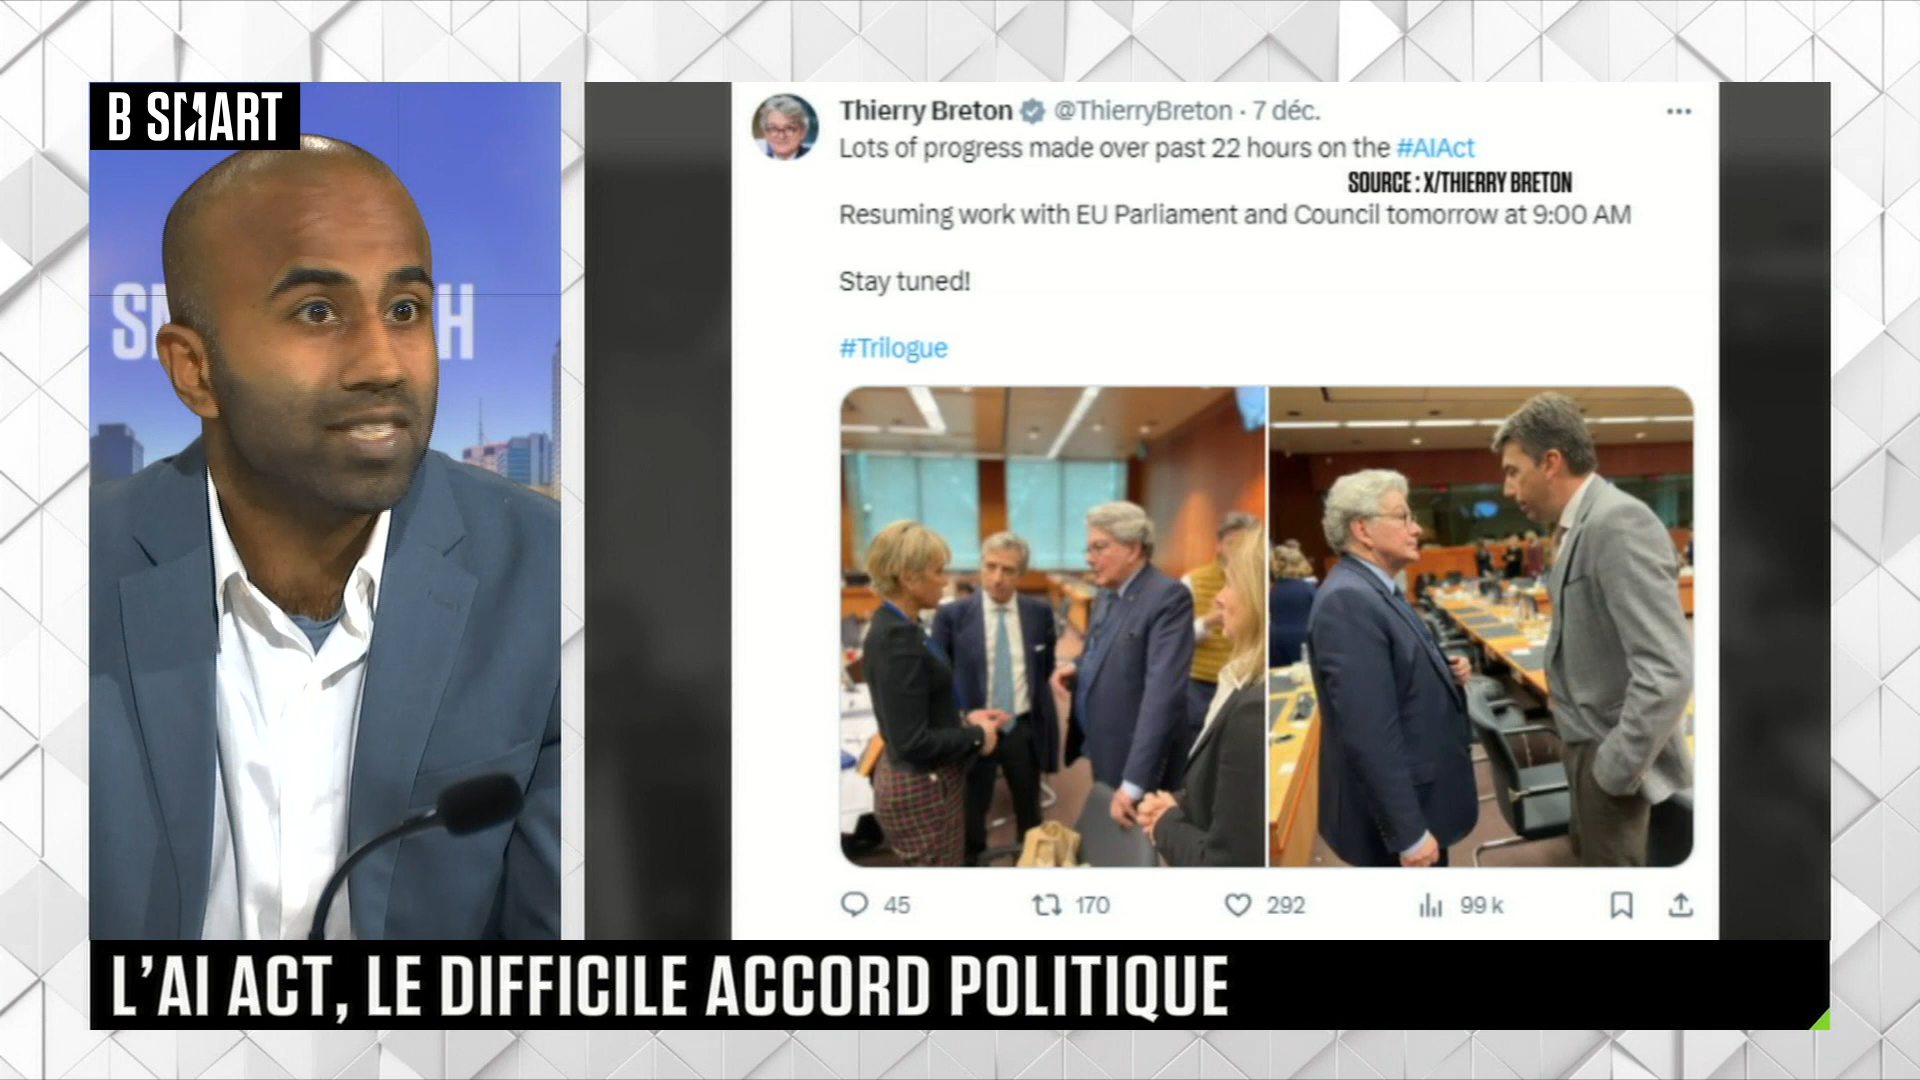 B SMART
Thierry Breton @ThierryBreton · 7 déc.
Lots of progress made over past 22 hours on the #AIAct
SOURCE : X/THIERRY BRETON
Resuming work with EU Parliament and Council tomorrow at 9:00 AM
Stay tuned!
#Trilogue
45 170 292 99 k
L'AI ACT, LE DIFFICILE ACCORD POLITIQUE